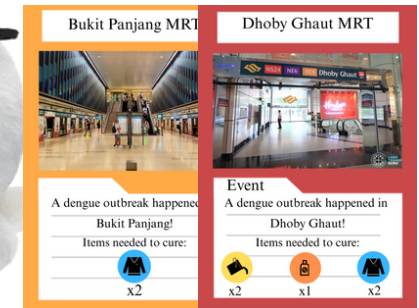 Bukit Panjang MRT
A dengue outbreak happened
Bukit Panjang!
Items needed to cure:
x2
Dhoby Ghaut MRT
NS24 NE6 CC1 Dhoby Ghaut
Event
A dengue outbreak happened in
Dhoby Ghaut!
Items needed to cure:
x2 x1 x2